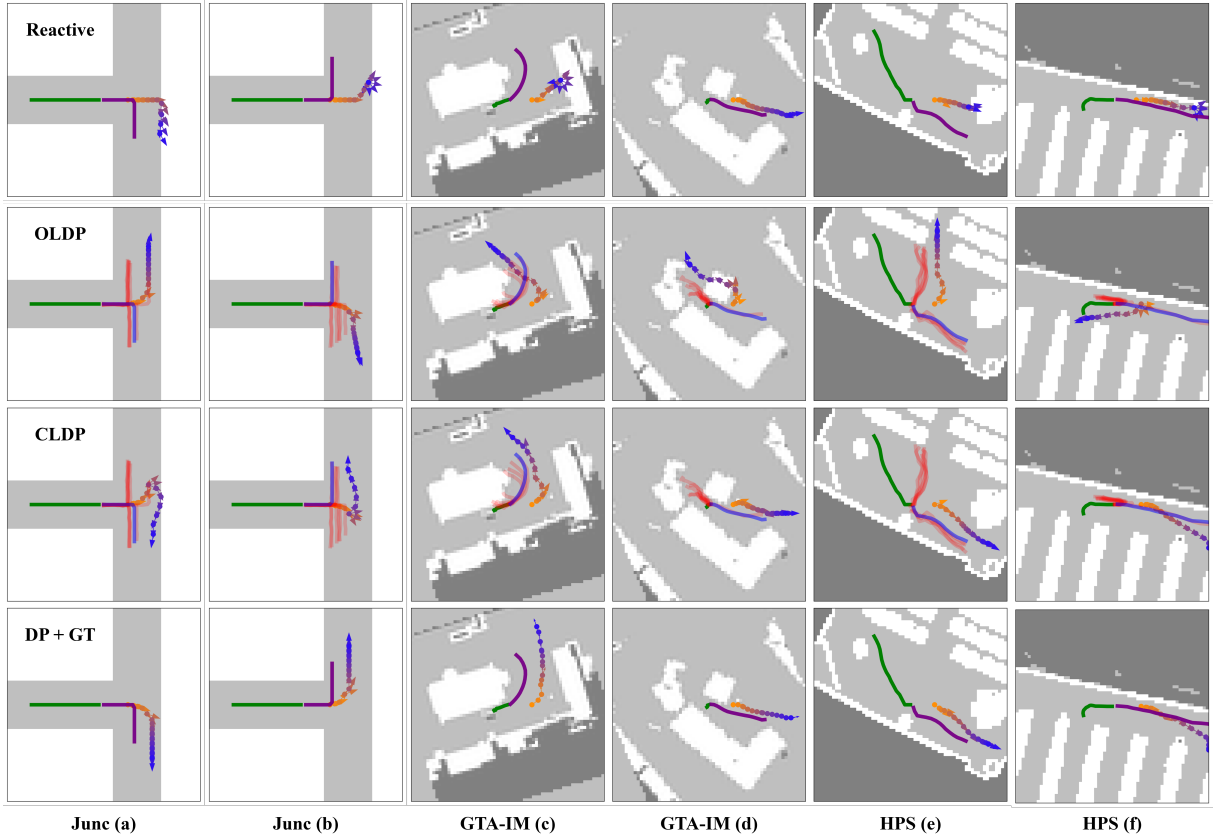 Reactive
OLDP
CLDP
DP + GT
Junc (a) Junc (b) GTA-IM (c) GTA-IM (d) HPS (e) HPS (f)